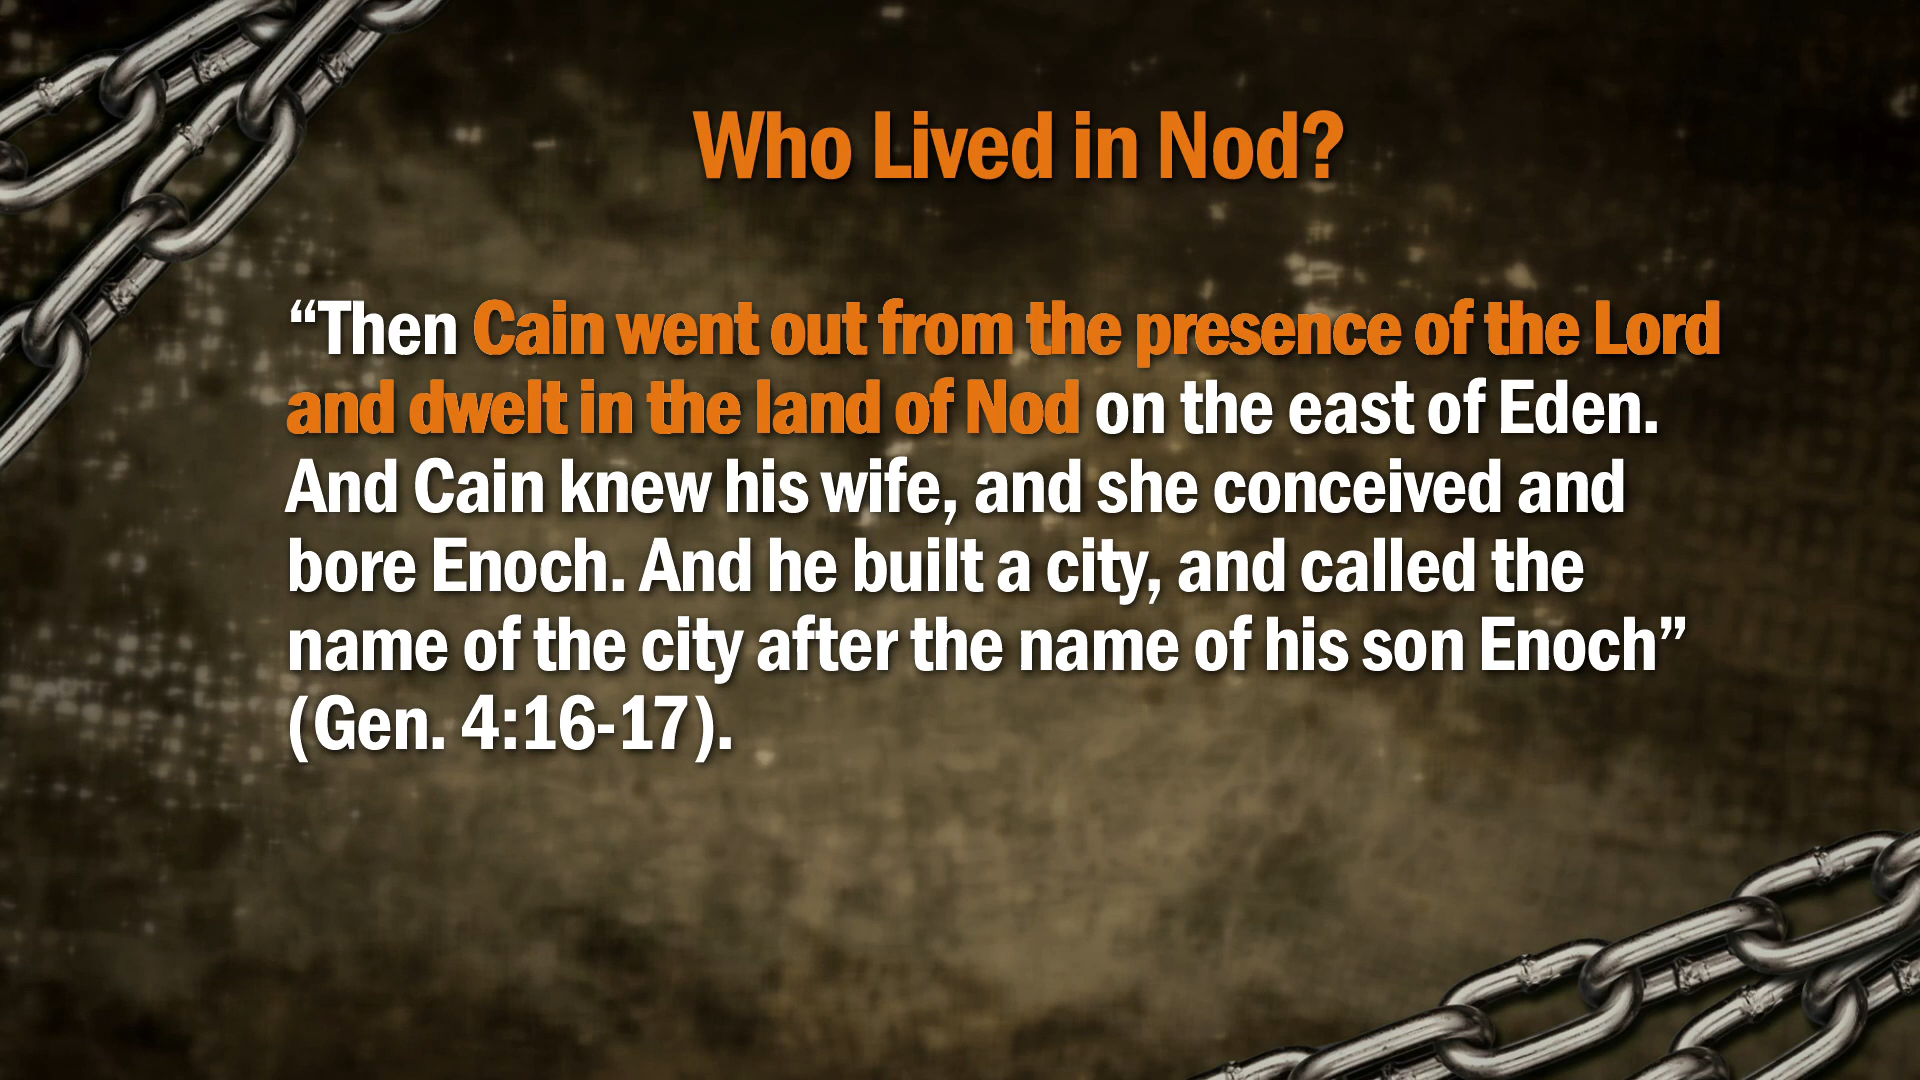 Who Lived in Nod?
“Then Cain went out from the presence of the Lord
and dwelt in the land of Nod on the east of Eden.
And Cain knew his wife, and she conceived and
bore Enoch. And he built a city, and called the
name of the city after the name of his son Enoch”
(Gen. 4:16-17).